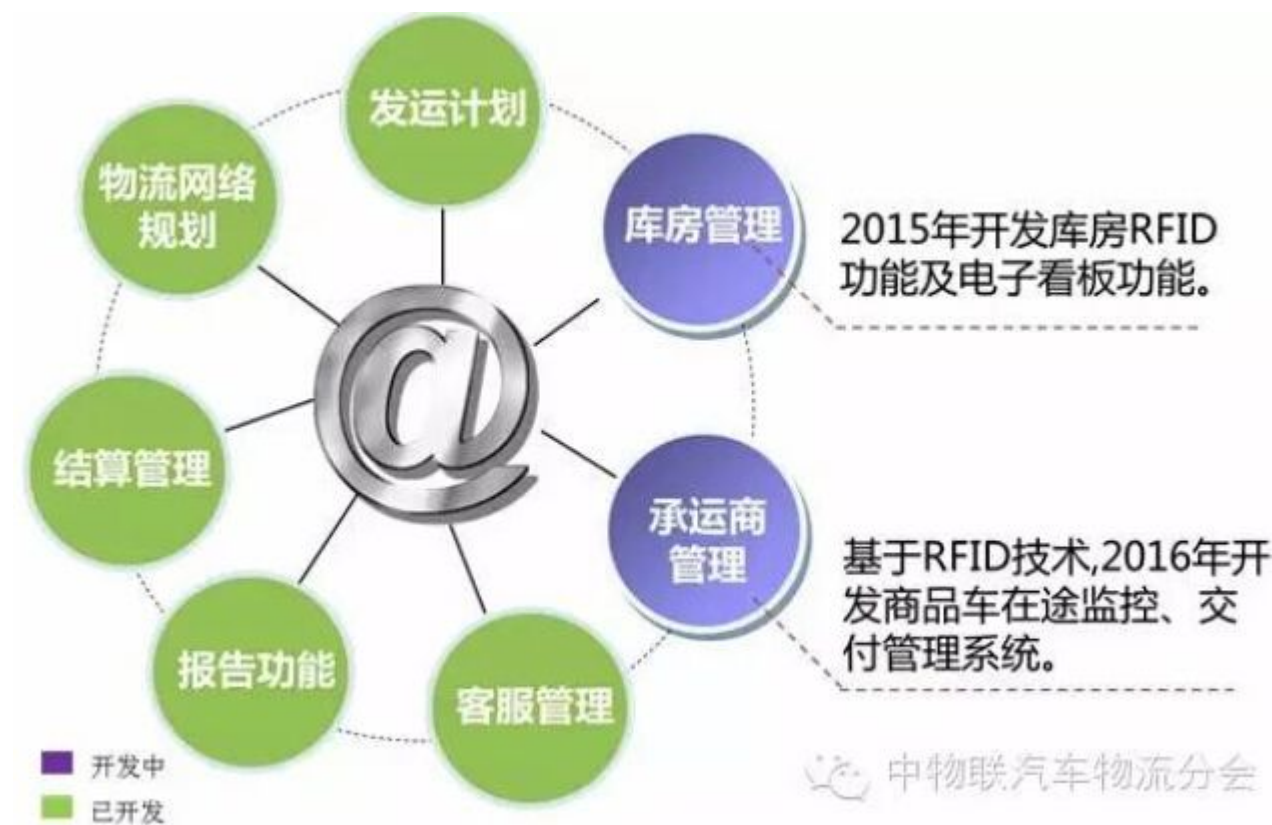 发运计划
物流网络
规划
库房管理
2015年开发库房RFID
功能及电子看板功能。
@
结算管理
承运商
管理
基于RFID技术,2016年开
发商品车在途监控、交
付管理系统。
报告功能
客服管理
开发中
已开发
中物联汽车物流分会